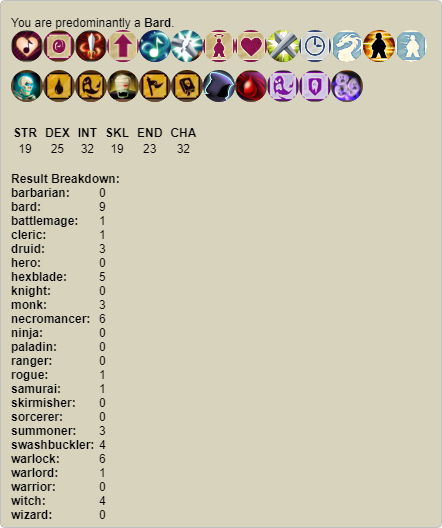 You are predominantly a Bard.
STR DEX INT SKL END CHA
19 25 32 19 23 32
Result Breakdown:
barbarian: 0
bard: 9
battlemage: 1
cleric: 1
druid: 3
hero: 0
hexblade: 5
knight: 0
monk: 3
necromancer: 6
ninja: 0
paladin: 0
ranger: 0
rogue: 1
samurai: 1
skirmisher: 0
sorcerer: 0
summoner: 3
swashbuckler: 4
warlock: 6
warlord: 1
warrior: 0
witch: 4
wizard: 0